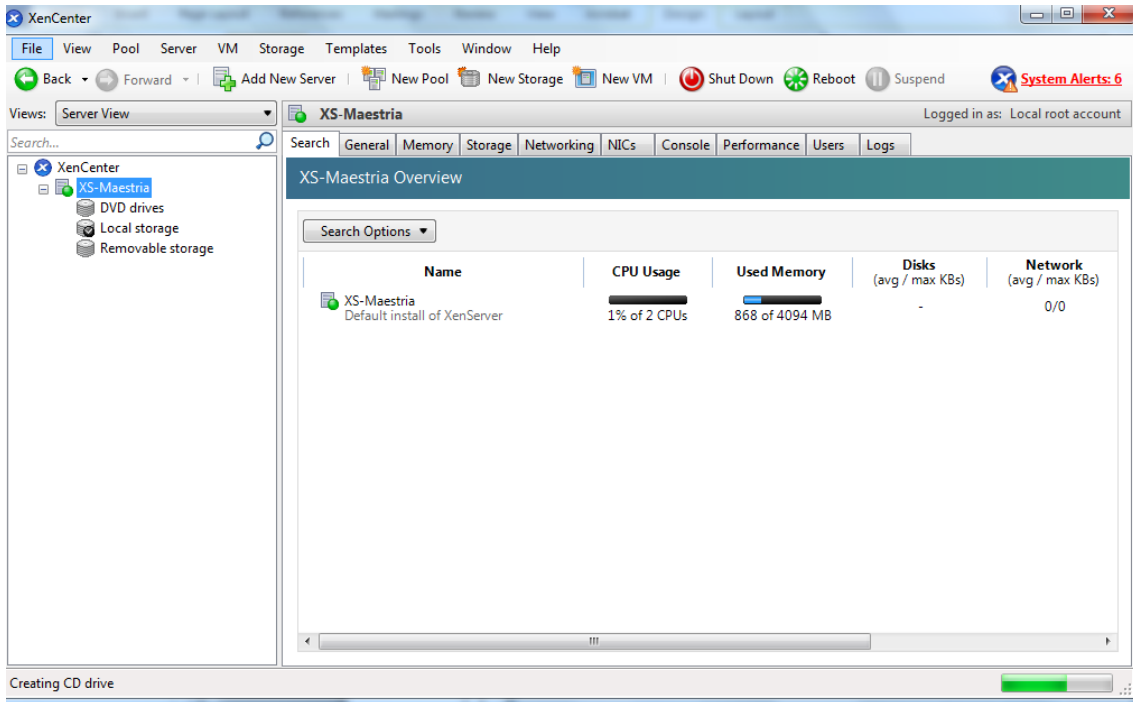 XenCenter
File View Pool Server VM Storage Templates Tools Window Help
Back Forward Add New Server New Pool New Storage New VM Shut Down Reboot Suspend System Alerts: 6
Views: Server View
XS-Maestria Logged in as: Local root account
Search...
Search General Memory Storage Networking NICs Console Performance Users Logs
XenCenter
XS-Maestria
DVD drives
Local storage
Removable storage
XS-Maestria Overview
Search Options
Name CPU Usage Used Memory Disks (avg / max KBs) Network (avg / max KBs)
XS-Maestria
Default install of XenServer 1% of 2 CPUs 868 of 4094 MB - 0/0
Creating CD drive